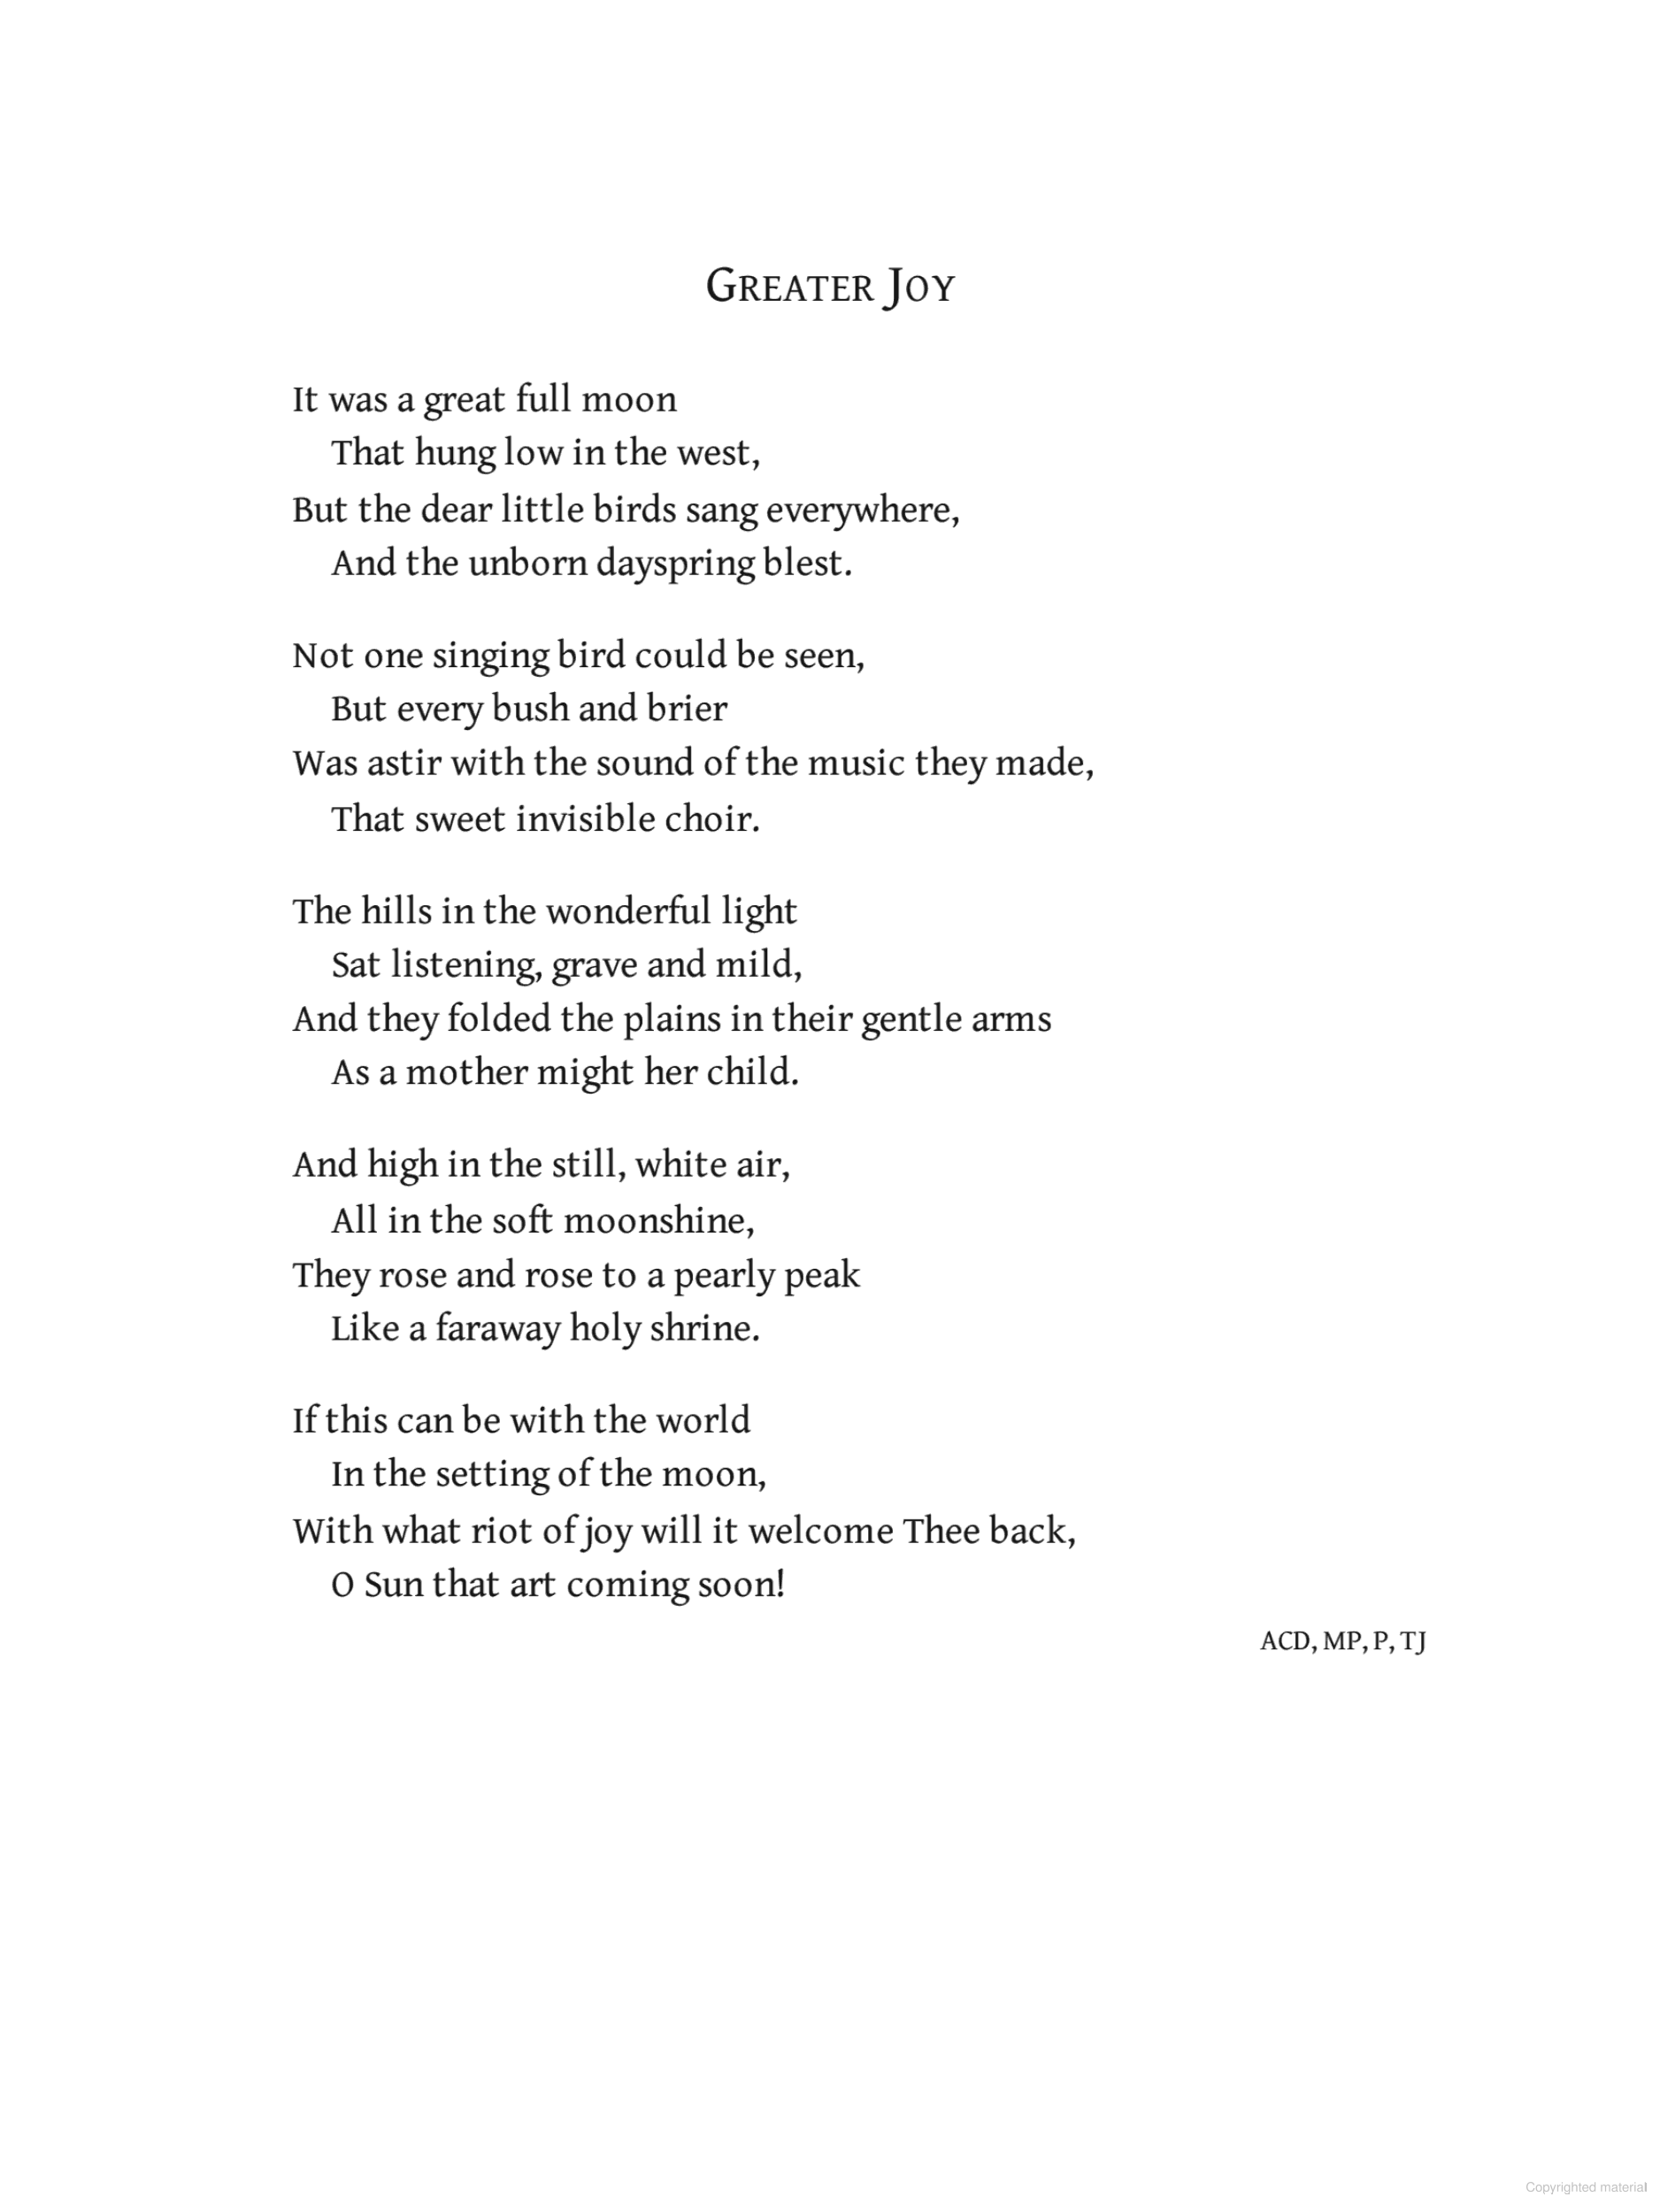 GREATER JOY
It was a great full moon
That hung low in the west,
But the dear little birds sang everywhere,
And the unborn dayspring blest.
Not one singing bird could be seen,
But every bush and brier
Was astir with the sound of the music they made,
That sweet invisible choir.
The hills in the wonderful light
Sat listening, grave and mild,
And they folded the plains in their gentle arms
As a mother might her child.
And high in the still, white air,
All in the soft moonshine,
They rose and rose to a pearly peak
Like a faraway holy shrine.
If this can be with the world
In the setting of the moon,
With what riot of joy will it welcome Thee back,
O Sun that art coming soon!
ACD, MP, P, TJ
Copyrighted material